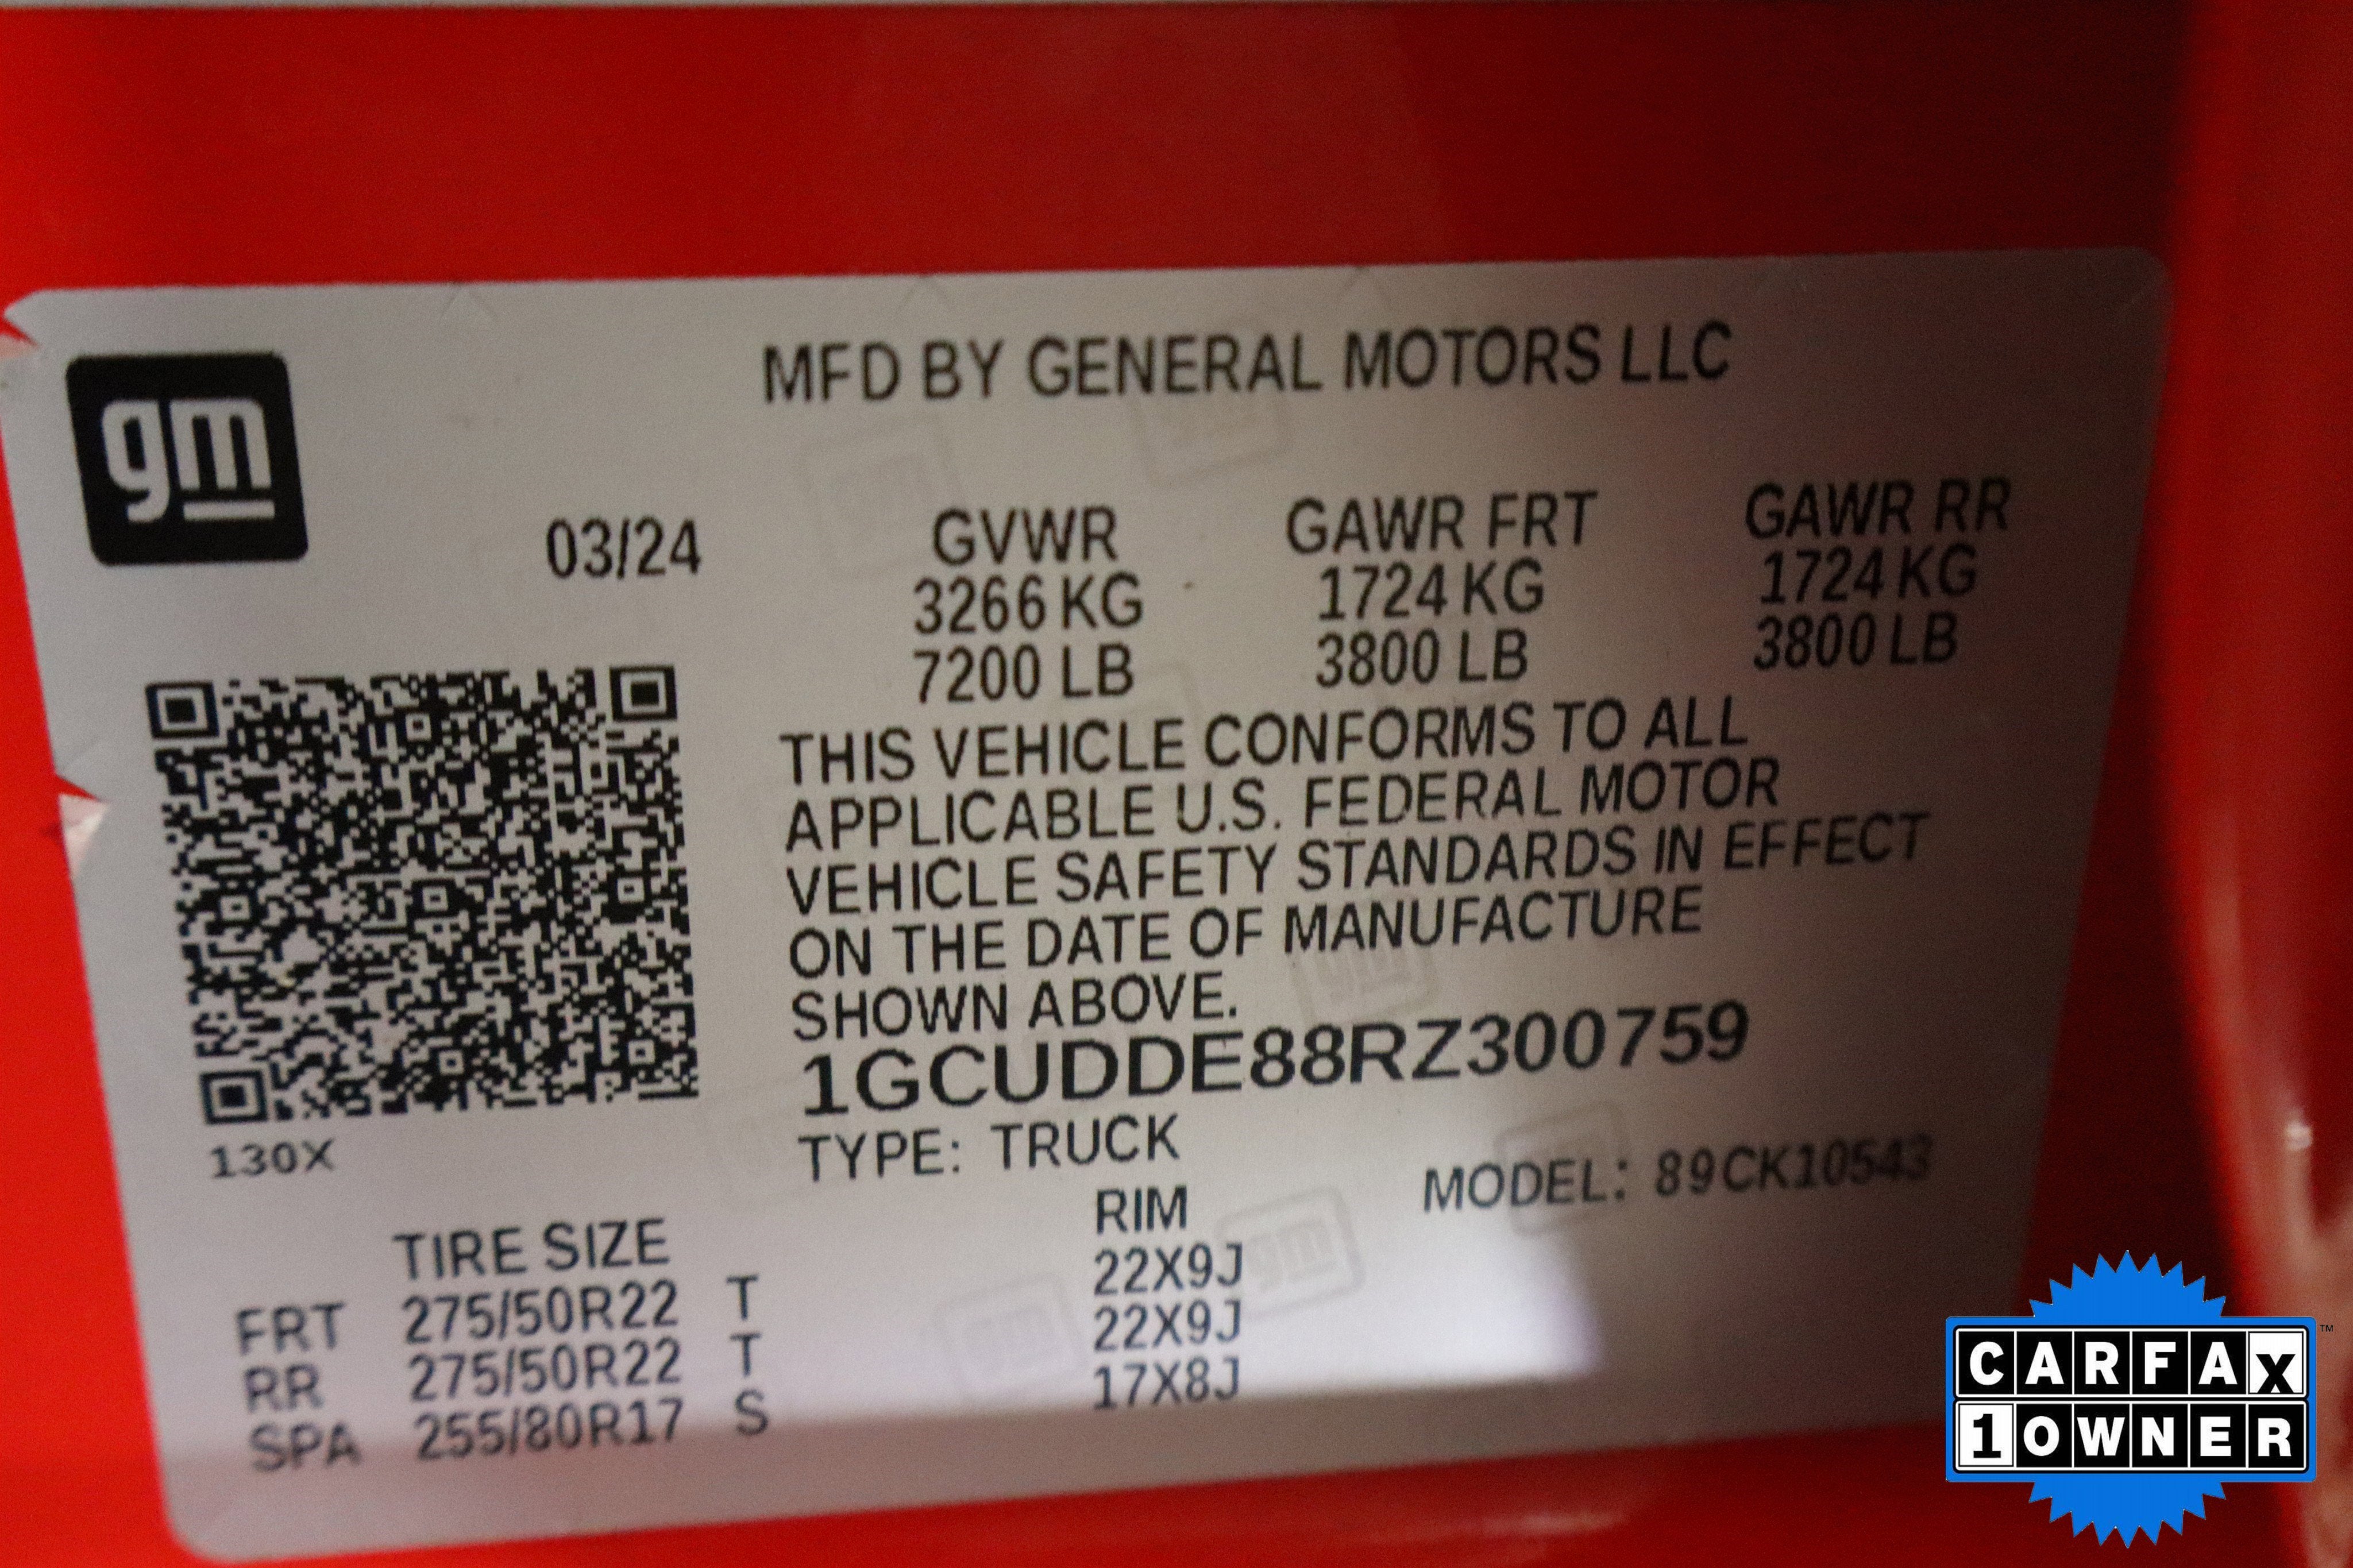 gm
MFD BY GENERAL MOTORS LLC
03/24
GVWR GAWR FRT GAWR RR
3266 KG 1724 KG 1724 KG
7200 LB 3800 LB 3800 LB
THIS VEHICLE CONFORMS TO ALL
APPLICABLE U.S. FEDERAL MOTOR
VEHICLE SAFETY STANDARDS IN EFFECT
ON THE DATE OF MANUFACTURE
SHOWN ABOVE.
1GCUDDE88RZ300759
130X
TYPE: TRUCK
MODEL: 89CK10543
TIRE SIZE RIM
FRT 275/50R22 T 22X9J
RR 275/50R22 T 22X9J
SPA 255/80R17 S 17X8J
CARFAX™
1OWNER